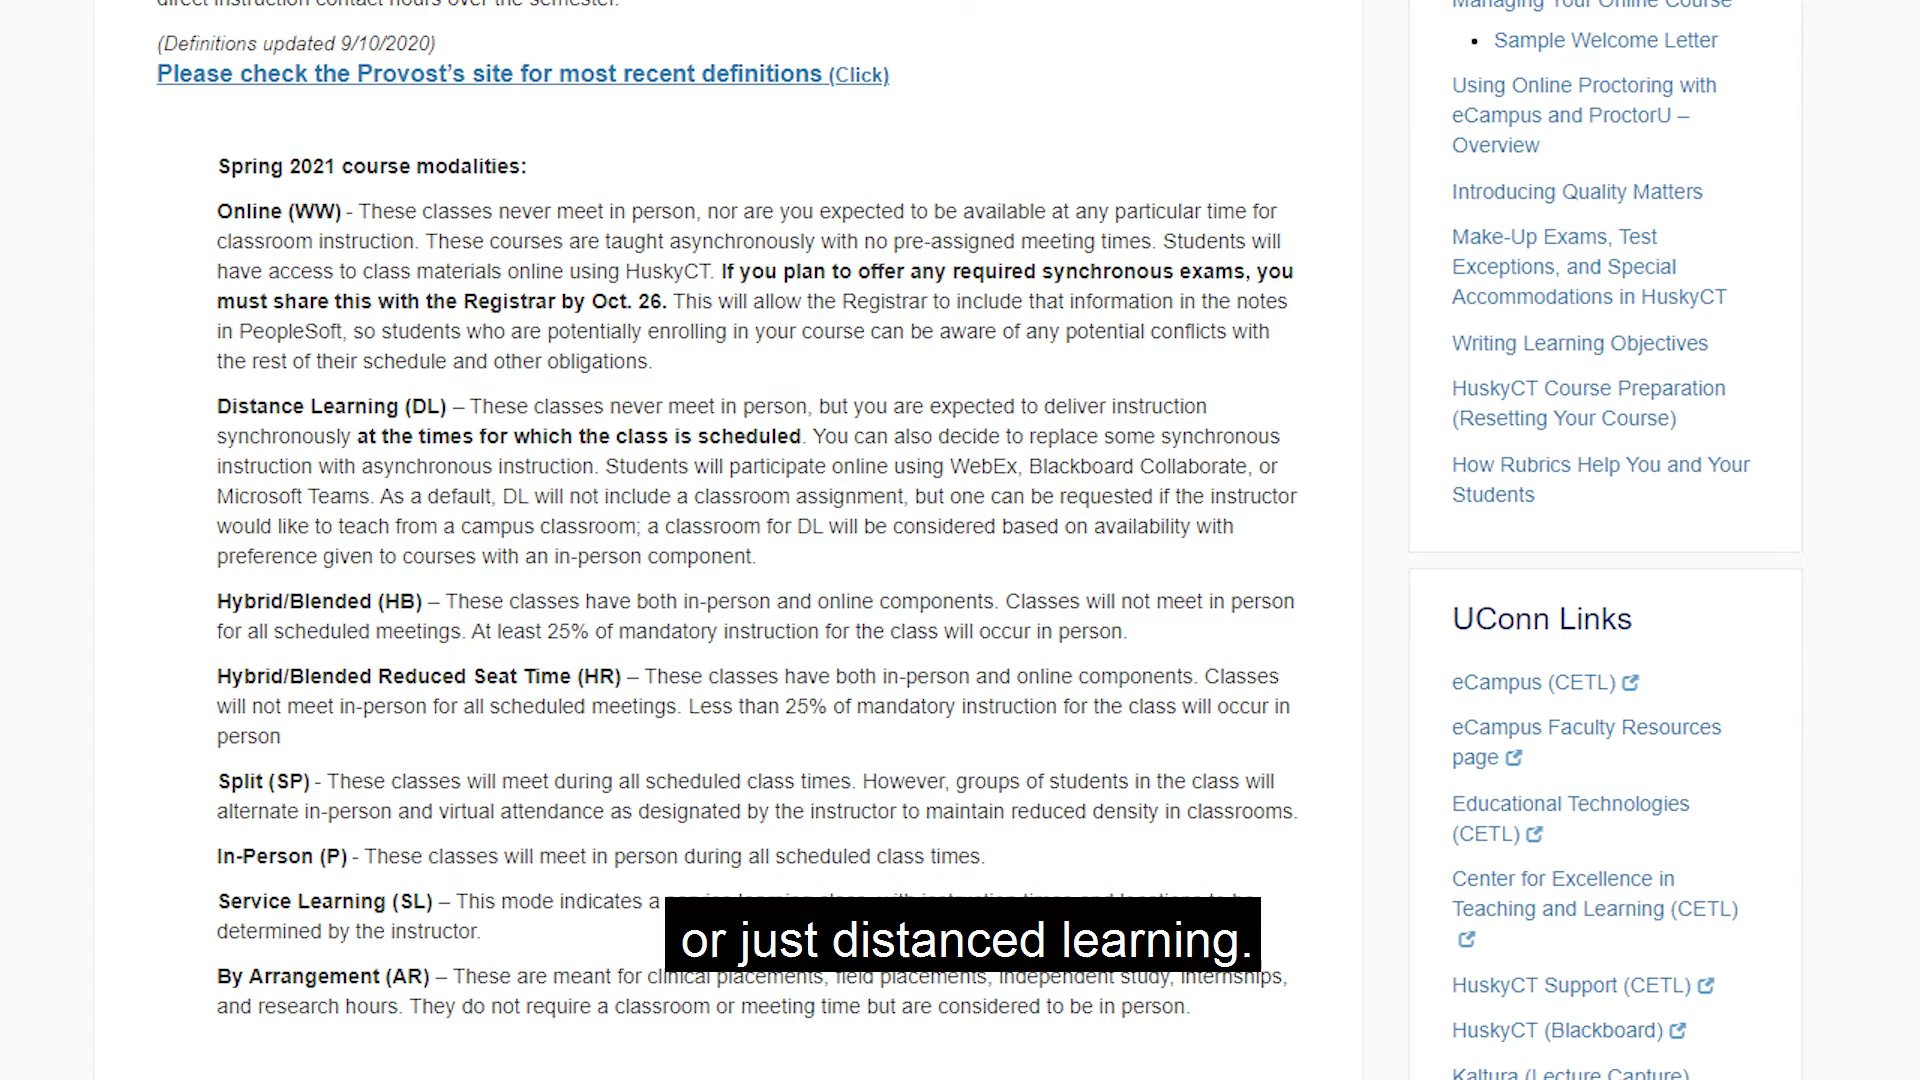 (Definitions updated 9/10/2020)
Please check the Provost’s site for most recent definitions (Click)
Spring 2021 course modalities:
Online (WW) - These classes never meet in person, nor are you expected to be available at any particular time for
classroom instruction. These courses are taught asynchronously with no pre-assigned meeting times. Students will
have access to class materials online using HuskyCT. If you plan to offer any required synchronous exams, you
must share this with the Registrar by Oct. 26. This will allow the Registrar to include that information in the notes
in PeopleSoft, so students who are potentially enrolling in your course can be aware of any potential conflicts with
the rest of their schedule and other obligations.
Distance Learning (DL) – These classes never meet in person, but you are expected to deliver instruction
synchronously at the times for which the class is scheduled. You can also decide to replace some synchronous
instruction with asynchronous instruction. Students will participate online using WebEx, Blackboard Collaborate, or
Microsoft Teams. As a default, DL will not include a classroom assignment, but one can be requested if the instructor
would like to teach from a campus classroom; a classroom for DL will be considered based on availability with
preference given to courses with an in-person component.
Hybrid/Blended (HB) – These classes have both in-person and online components. Classes will not meet in person
for all scheduled meetings. At least 25% of mandatory instruction for the class will occur in person.
Hybrid/Blended Reduced Seat Time (HR) – These classes have both in-person and online components. Classes
will not meet in-person for all scheduled meetings. Less than 25% of mandatory instruction for the class will occur in
person
Split (SP) - These classes will meet during all scheduled class times. However, groups of students in the class will
alternate in-person and virtual attendance as designated by the instructor to maintain reduced density in classrooms.
In-Person (P) - These classes will meet in person during all scheduled class times.
Service Learning (SL) – This mode indicates a
determined by the instructor.
or just distanced learning.
By Arrangement (AR) – These are meant for clinical placements, field placements, independent study, internships,
and research hours. They do not require a classroom or meeting time but are considered to be in person.
Managing Your Online Course
• Sample Welcome Letter
Using Online Proctoring with
eCampus and ProctorU –
Overview
Introducing Quality Matters
Make-Up Exams, Test
Exceptions, and Special
Accommodations in HuskyCT
Writing Learning Objectives
HuskyCT Course Preparation
(Resetting Your Course)
How Rubrics Help You and Your
Students
UConn Links
eCampus (CETL)
eCampus Faculty Resources
page
Educational Technologies
(CETL)
Center for Excellence in
Teaching and Learning (CETL)
HuskyCT Support (CETL)
HuskyCT (Blackboard)
Kaltura (Lecture Capture)